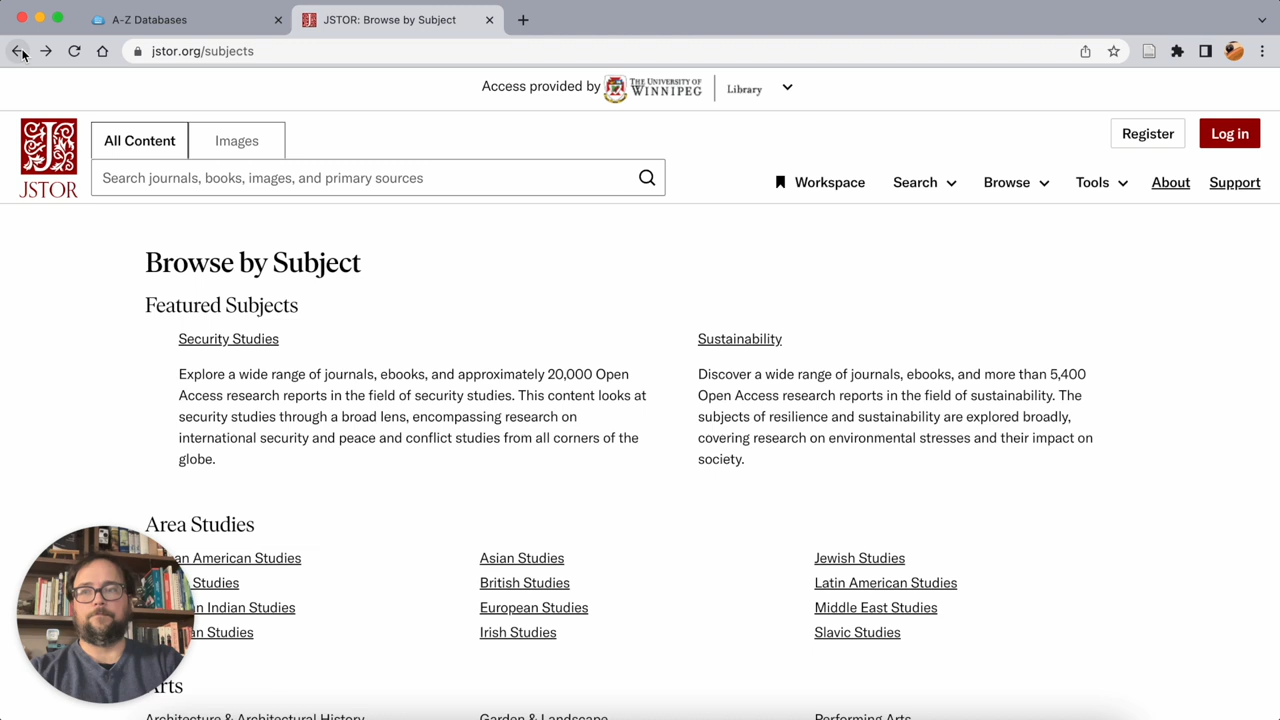 A-Z Databases
JSTOR: Browse by Subject
jstor.org/subjects
Access provided by THE UNIVERSITY OF WINNIPEG Library
JSTOR
All Content
Images
Register
Log in
Search journals, books, images, and primary sources
Workspace
Search
Browse
Tools
About
Support
Browse by Subject
Featured Subjects
Security Studies
Explore a wide range of journals, ebooks, and approximately 20,000 Open
Access research reports in the field of security studies. This content looks at
security studies through a broad lens, encompassing research on
international security and peace and conflict studies from all corners of the
globe.
Sustainability
Discover a wide range of journals, ebooks, and more than 5,400
Open Access research reports in the field of sustainability. The
subjects of resilience and sustainability are explored broadly,
covering research on environmental stresses and their impact on
society.
Area Studies
American Studies
Studies
Indian Studies
Studies
Asian Studies
British Studies
European Studies
Irish Studies
Jewish Studies
Latin American Studies
Middle East Studies
Slavic Studies
Arts
Architecture & Architectural History
Garden & Landscape
Performing Arts